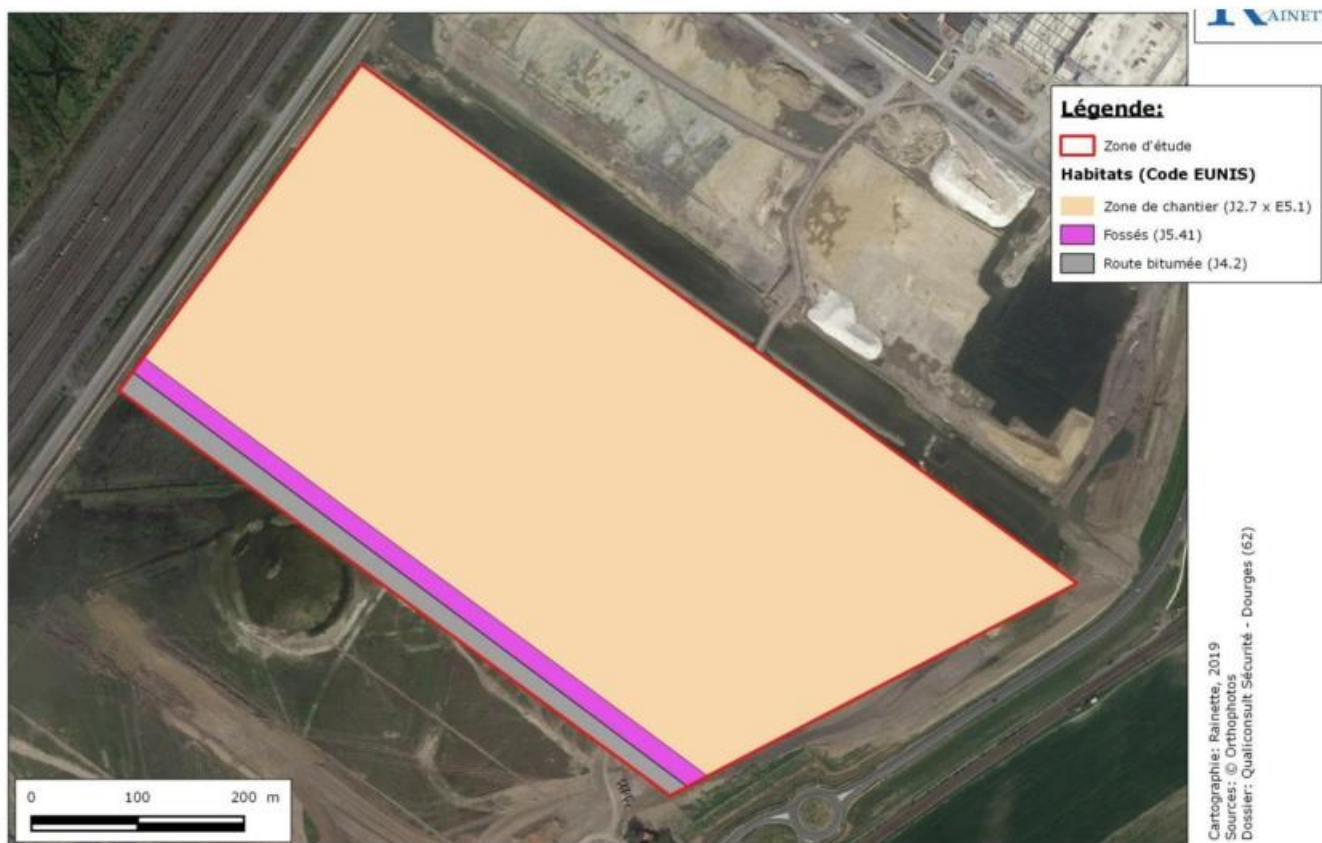 RAINET
Légende:
Zone d'étude
Habitats (Code EUNIS)
Zone de chantier (J2.7 x E5.1)
Fossés (J5.41)
Route bitumée (J4.2)
0 100 200 m
Cartographie: Rainette, 2019
Sources: © Orthophotos
Dossier: Qualiconsult Sécurité - Dourges (62)